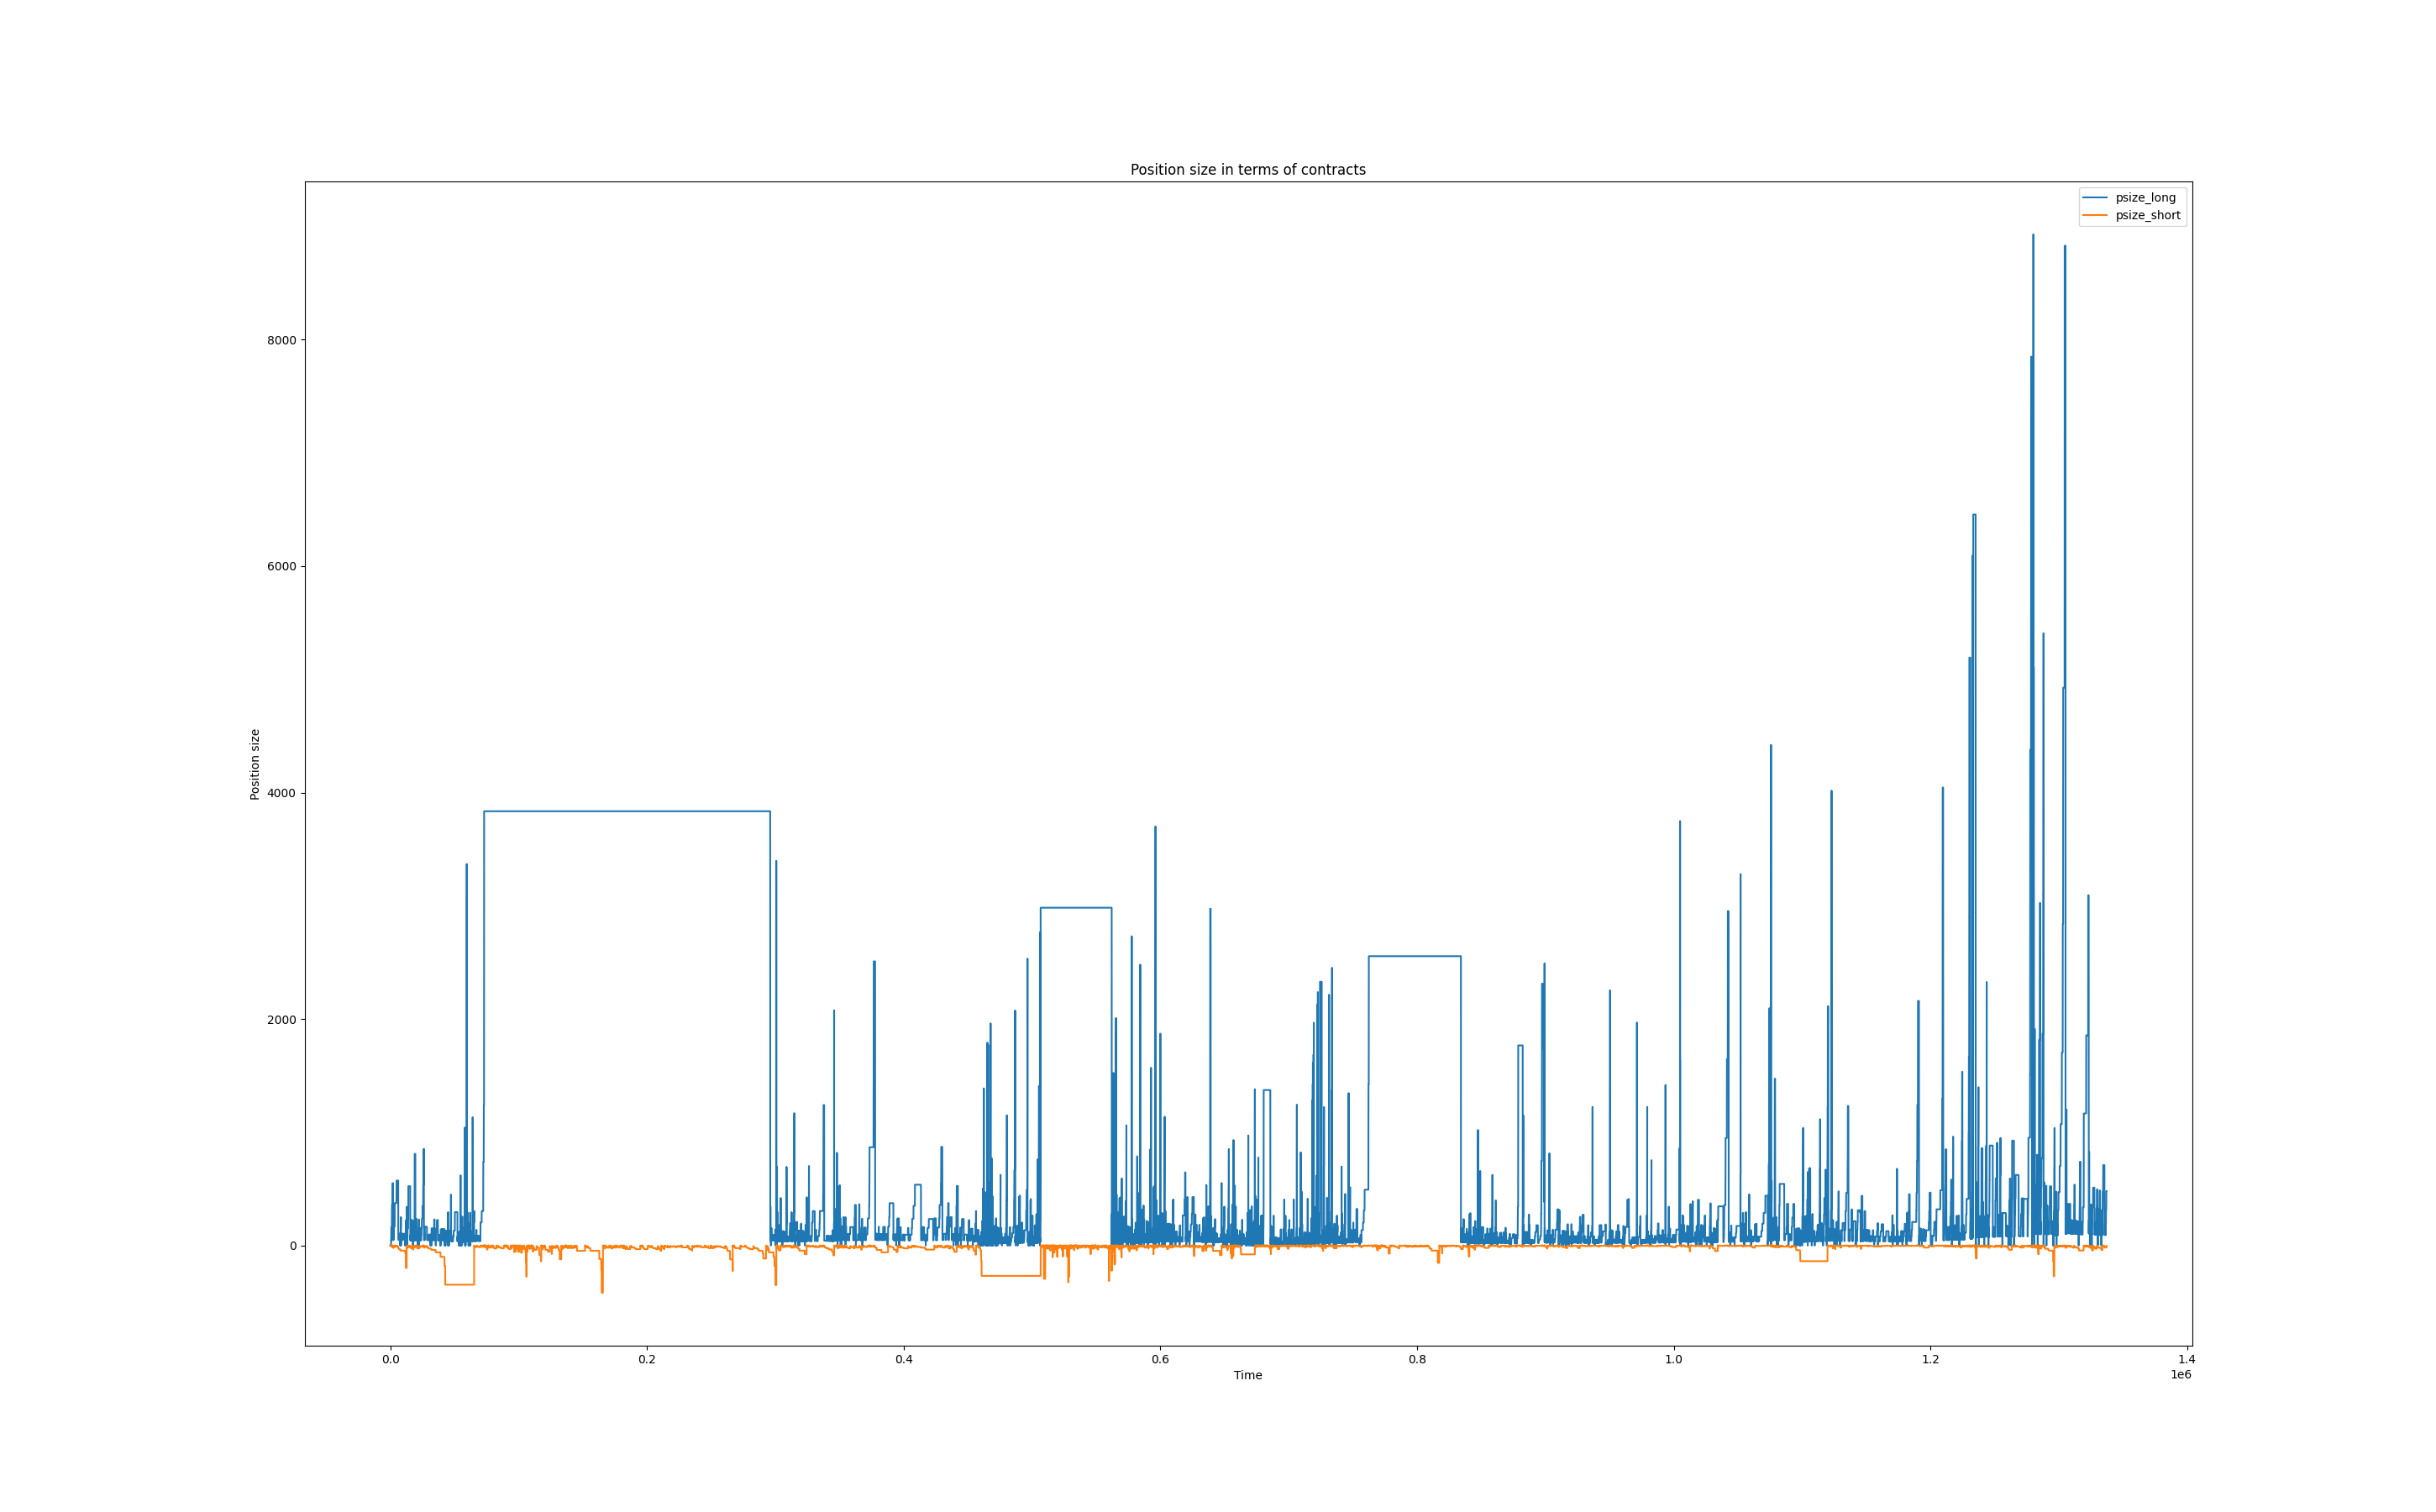 Position size in terms of contracts
psize_long
psize_short
Position size
8000
6000
4000
2000
0
0.0 0.2 0.4 0.6 0.8 1.0 1.2 1.4
1e6
Time